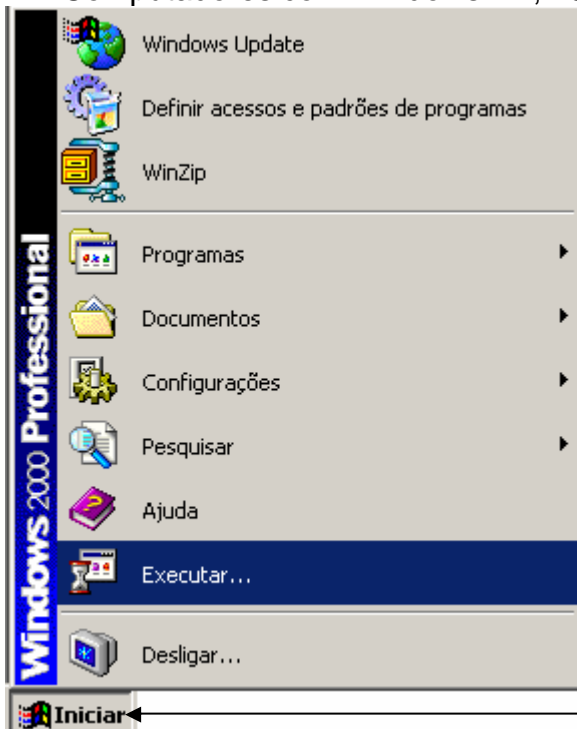 Windows Update
Definir acessos e padrões de programas
WinZip
Programas
Documentos
Configurações
Pesquisar
Ajuda
Executar...
Desligar...
Windows 2000 Professional
Iniciar